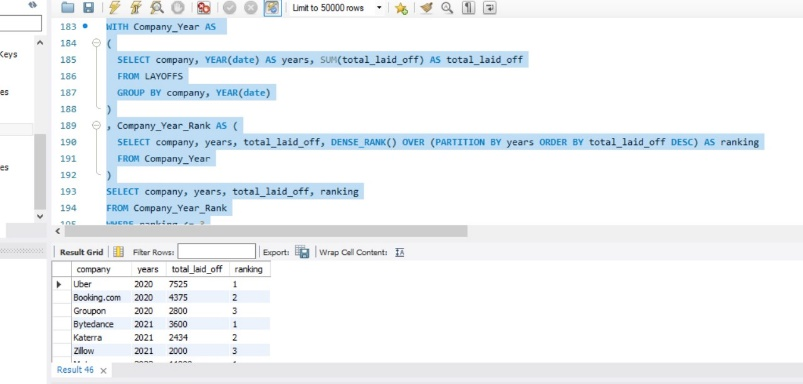 Limit to 50000 rows
Keys
es
es
183 WITH Company_Year AS
184 (
185 SELECT company, YEAR(date) AS years, SUM(total_laid_off) AS total_laid_off
186 FROM LAYOFFS
187 GROUP BY company, YEAR(date)
188 )
189 , Company_Year_Rank AS (
190 SELECT company, years, total_laid_off, DENSE_RANK() OVER (PARTITION BY years ORDER BY total_laid_off DESC) AS ranking
191 FROM Company_Year
192 )
193 SELECT company, years, total_laid_off, ranking
194 FROM Company_Year_Rank
195 WHERE ranking <=
Result Grid Filter Rows: Export: Wrap Cell Content: IA
company years total_laid_off ranking
Uber 2020 7525 1
Booking.com 2020 4375 2
Groupon 2020 2800 3
Bytedance 2021 3600 1
Katerra 2021 2434 2
Zillow 2021 2000 3
Result 46 ×